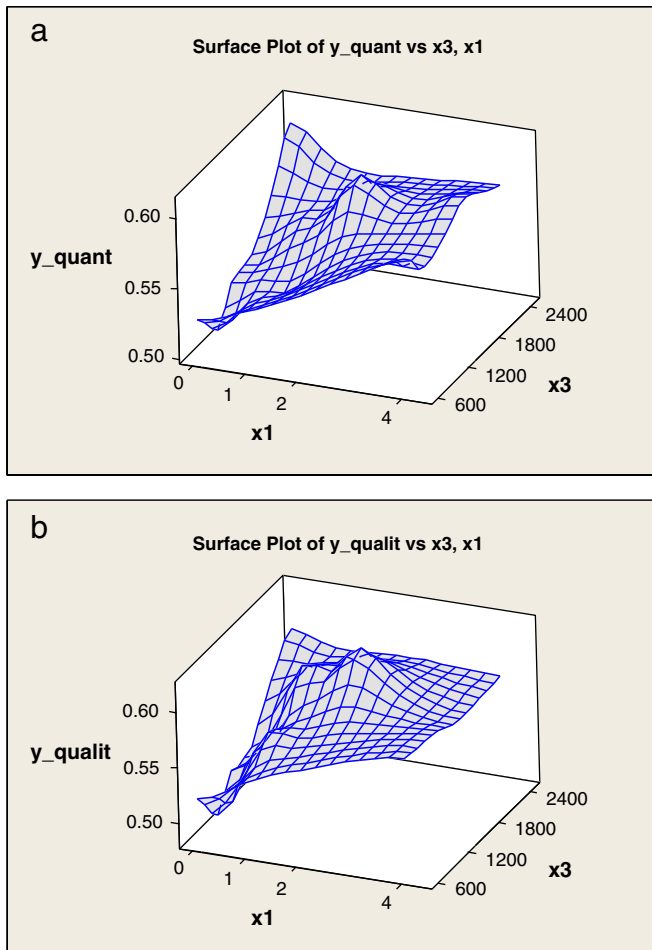 a
Surface Plot of y_quant vs x3, x1
0.60
y_quant
0.55
0.50
0
1
2
4
x1
600
1200
1800
2400
x3
b
Surface Plot of y_qualit vs x3, x1
0.60
y_qualit
0.55
0.50
0
1
2
4
x1
600
1200
1800
2400
x3